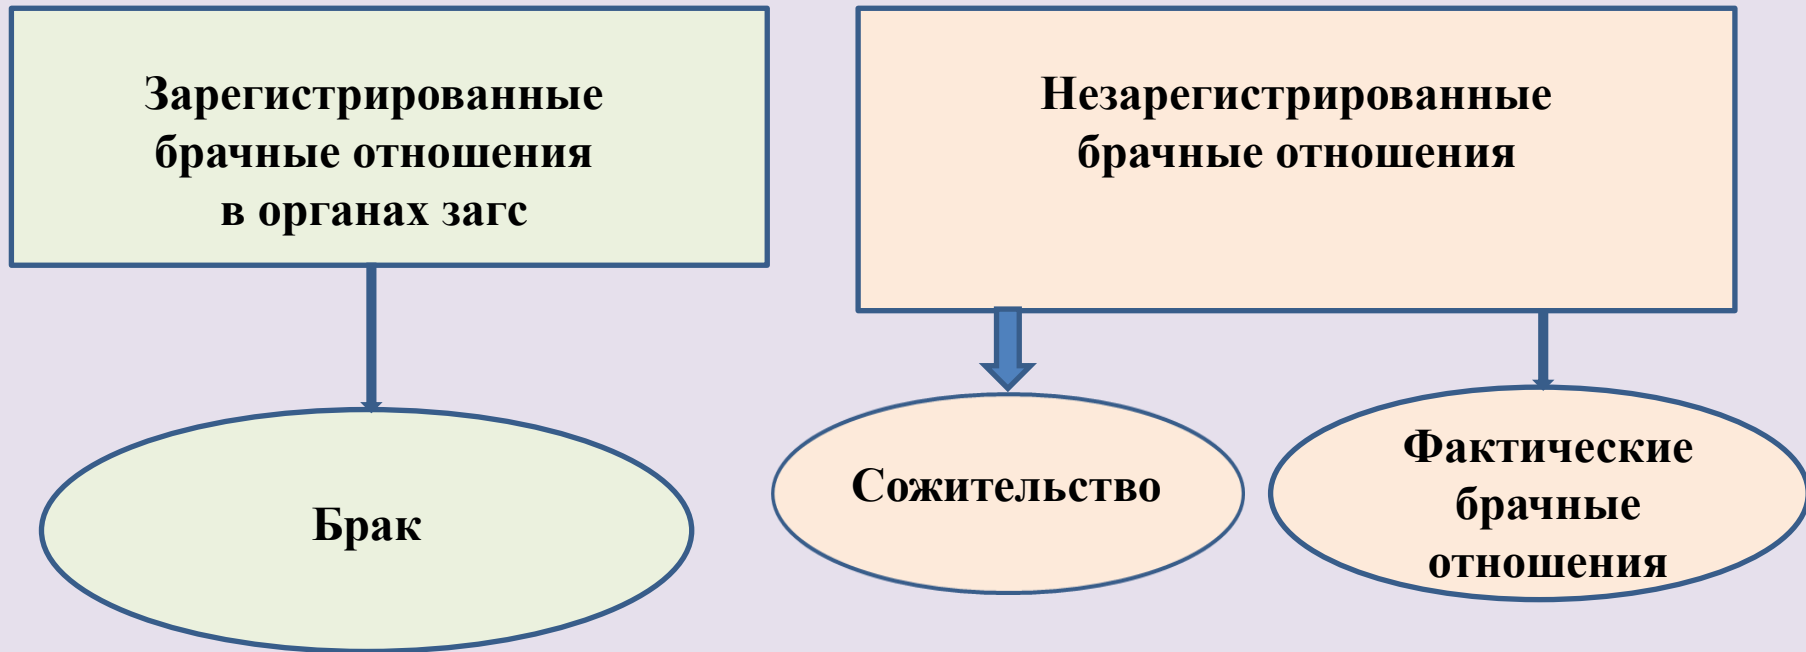 Зарегистрированные
брачные отношения
в органах загс
Незарегистрированные
брачные отношения
Брак
Сожительство
Фактические
брачные
отношения